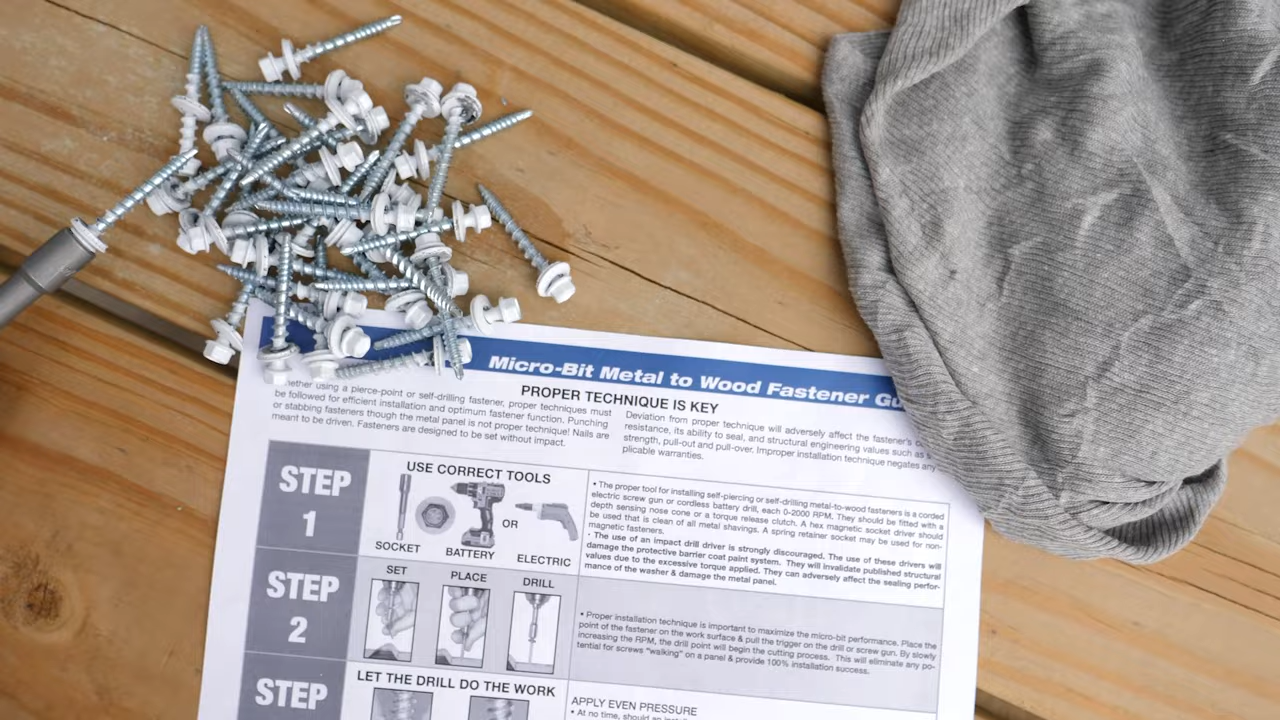 Micro-Bit Metal to Wood Fastener
PROPER TECHNIQUE IS KEY
using a pierce-point or self-drilling fastener, proper techniques must
be followed for efficient installation and optimum fastener function. Punching
or stabbing fasteners though the metal panel is not proper technique! Nails are
meant to be driven. Fasteners are designed to be set without impact.
Deviation from proper technique will adversely affect the fastener's
resistance, its ability to seal, and structural engineering values such as
strength, pull-out and pull-over. Improper installation technique negates any
plicable warranties.
STEP
1
USE CORRECT TOOLS
OR
SOCKET
BATTERY
ELECTRIC
• The proper tool for installing self-piercing or self-drilling metal-to-wood fasteners is a corded
electric screw gun or cordless battery drill, each 0-2000 RPM. They should be fitted with a
depth sensing nose cone or a torque release clutch. A hex magnetic socket driver should
be used that is clean of all metal shavings. A spring retainer socket may be used for non-
magnetic fasteners.
• The use of an impact drill driver is strongly discouraged. The use of these drivers will
damage the protective barrier coat paint system. They will invalidate published structural
values due to the excessive torque applied. They can adversely affect the sealing perfor-
mance of the washer & damage the metal panel.
STEP
2
SET
PLACE
DRILL
• Proper installation technique is important to maximize the micro-bit performance. Place the
point of the fastener on the work surface & pull the trigger on the drill or screw gun. By slowly
increasing the RPM, the drill point will begin the cutting process. This will eliminate any po-
tential for screws "walking" on a panel & provide 100% installation success.
STEP
LET THE DRILL DO THE WORK
APPLY EVEN PRESSURE
• At no time, should an